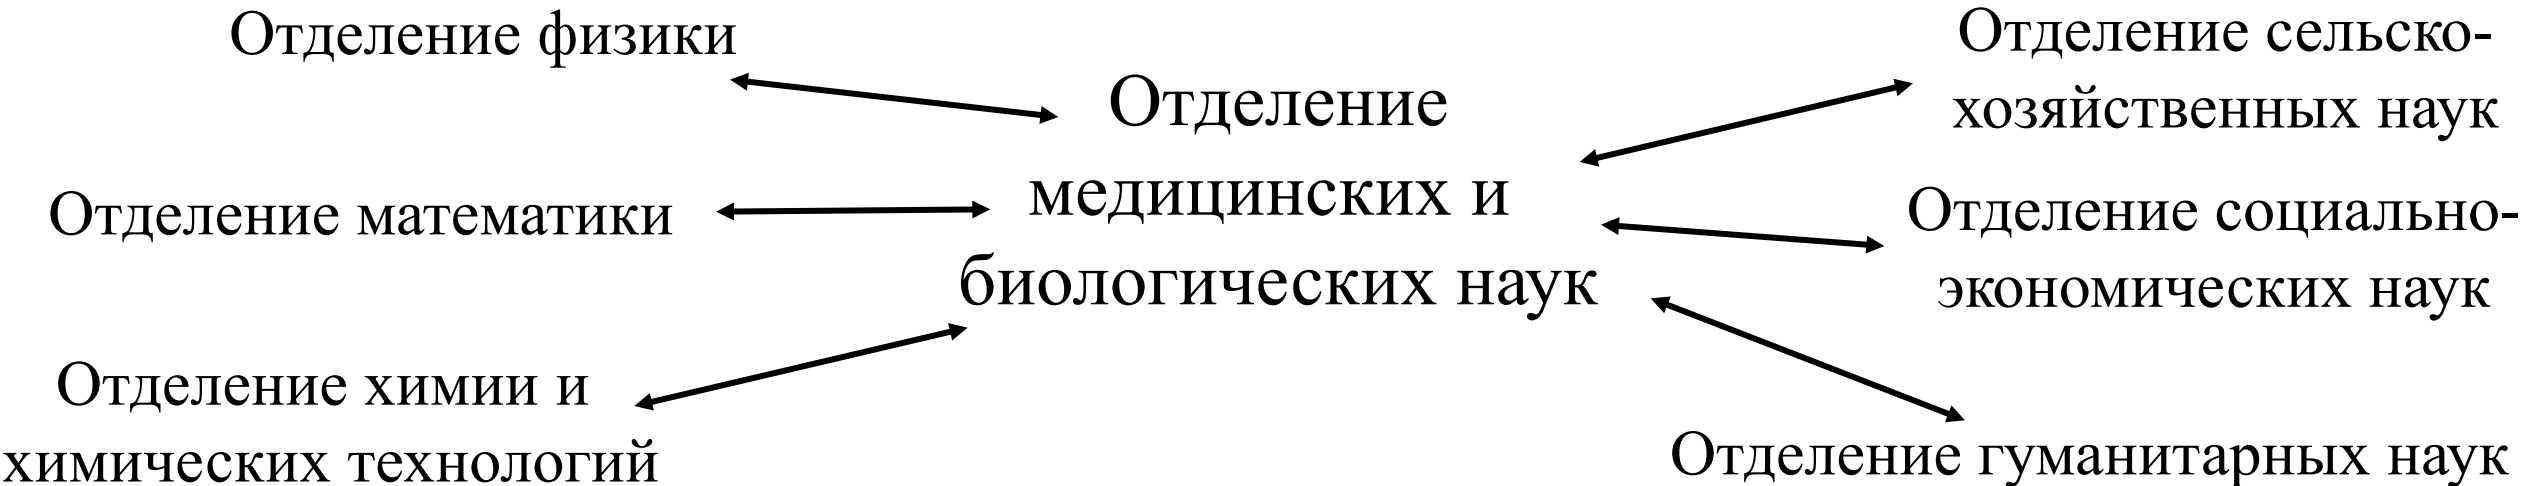 Отделение физики
Отделение математики
Отделение химии и
химических технологий
Отделение
медицинских и
биологических наук
Отделение сельско-
хозяйственных наук
Отделение социально-
экономических наук
Отделение гуманитарных наук